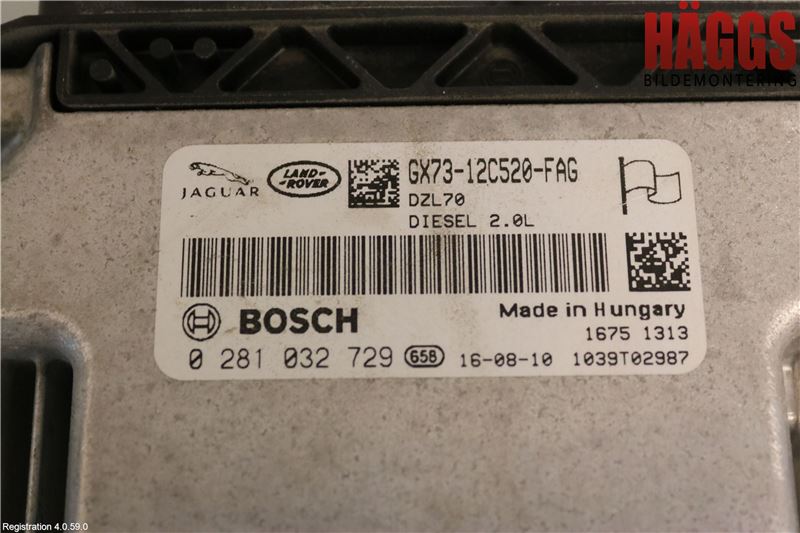 HÄGGS
BILDEMONTERING
JAGUAR
LAND-
ROVER
GX73-12C520-FAG
DZL70
DIESEL 2.0L
BOSCH
Made in Hungary
1675 1313
0 281 032 729 658 16-08-10 1039T02987
Registration 4.0.59.0